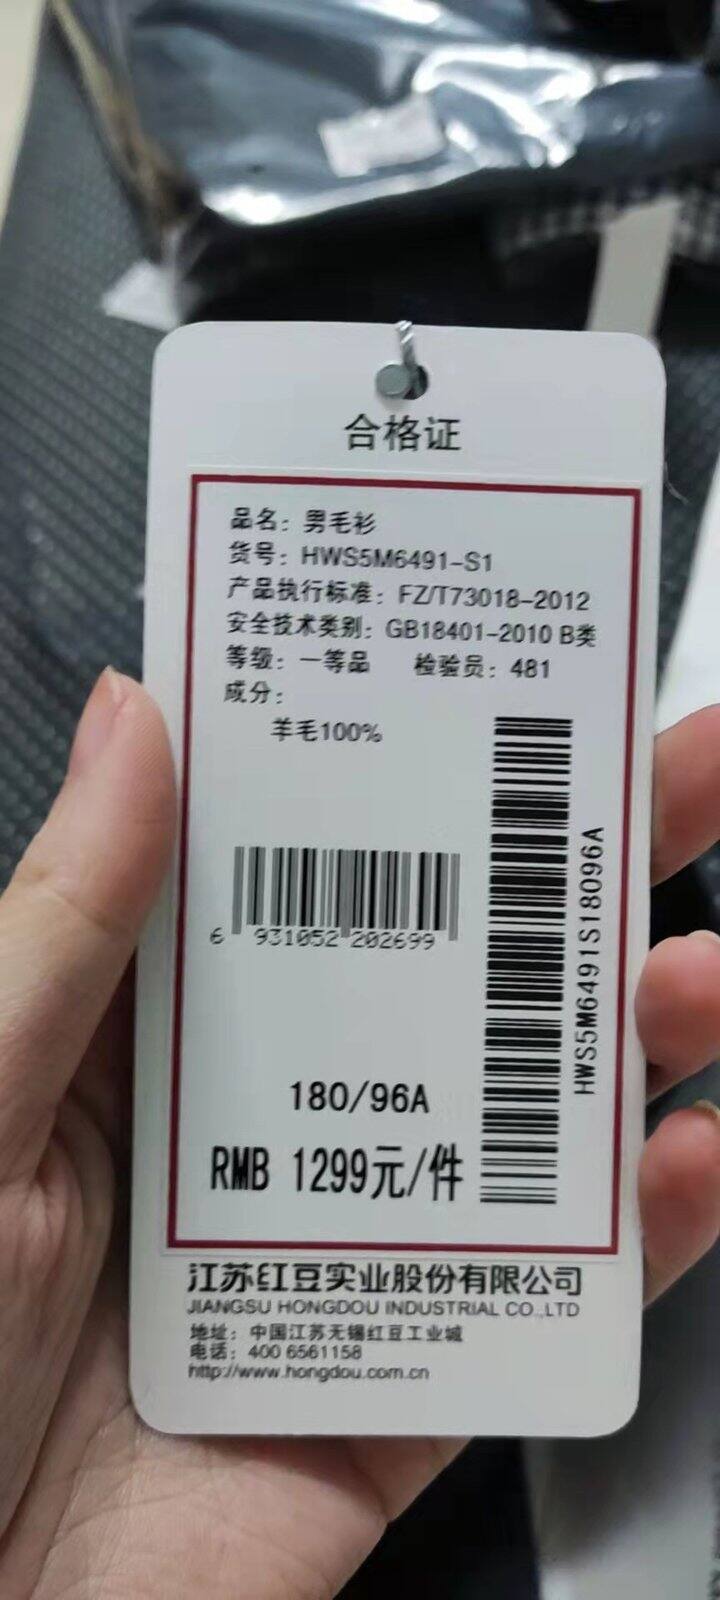 合格证
品名：男毛衫
货号：HWS5M6491-S1
产品执行标准：FZ/T73018-2012
安全技术类别：GB18401-2010 B类
等级：一等品 检验员：481
成分：
羊毛100%
6 931052 202699
HWS5M6491S18096A
180/96A
RMB 1299元/件
江苏红豆实业股份有限公司
JIANGSU HONGDOU INDUSTRIAL CO.,LTD
地址：中国江苏无锡红豆工业城
电话：400 6561158
http://www.hongdou.com.cn